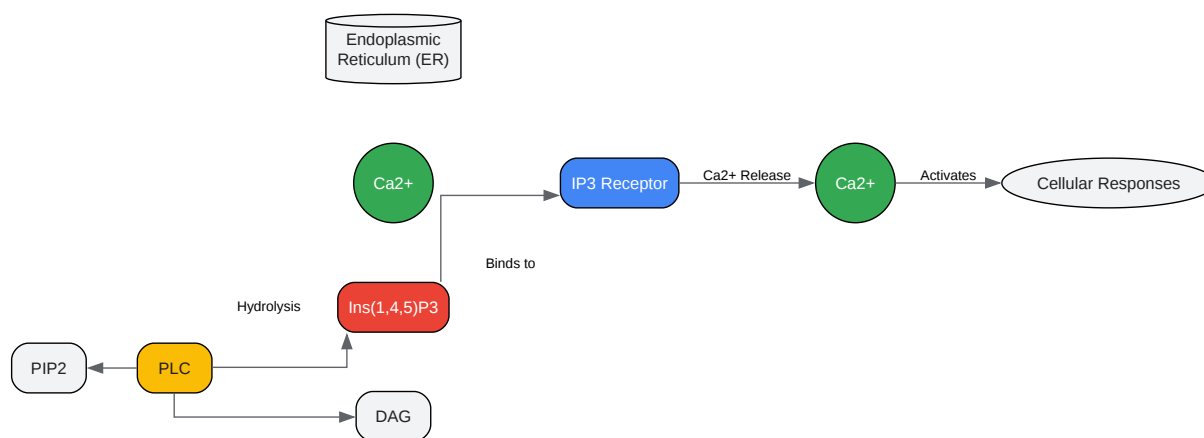 Endoplasmic
Reticulum (ER)
Ca2+
IP3 Receptor
Ca2+ Release
Ca2+
Activates
Cellular Responses
Binds to
Hydrolysis
Ins(1,4,5)P3
PIP2
PLC
DAG